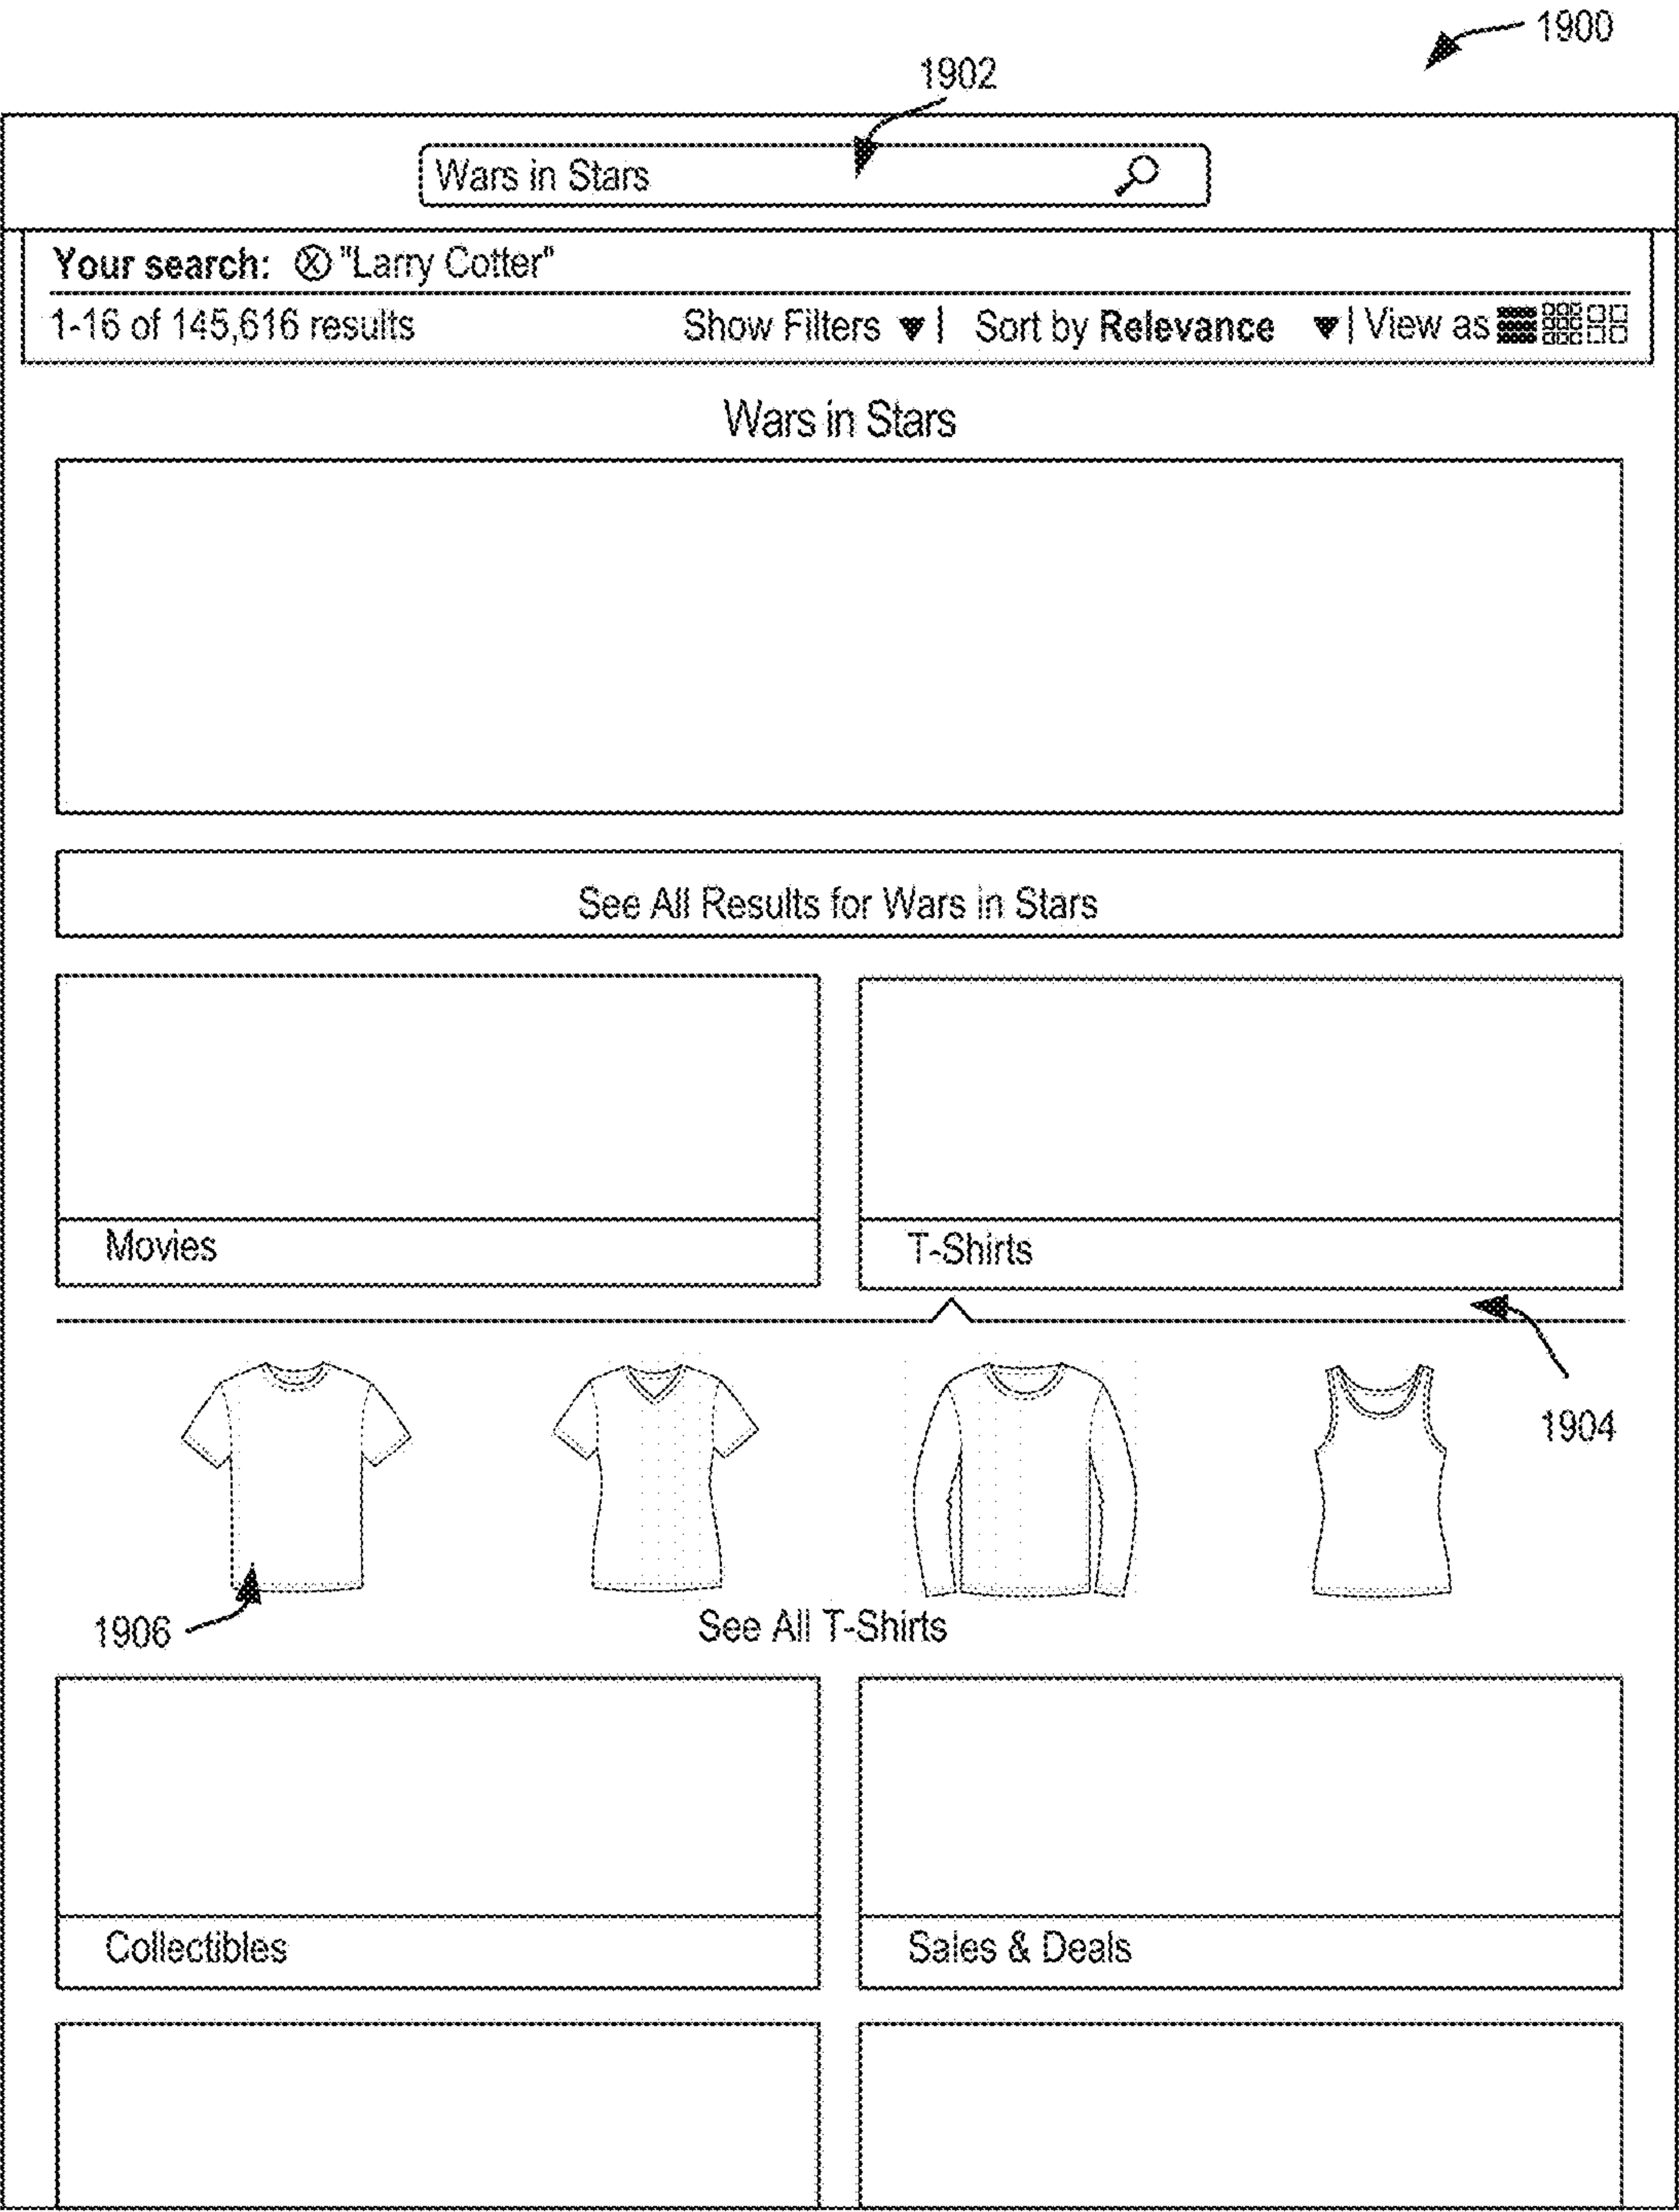 1900
1902
Wars in Stars
Your search: Ⓧ "Larry Cotter"
1-16 of 145,616 results Show Filters ▼ | Sort by Relevance ▼ | View as
Wars in Stars
See All Results for Wars in Stars
Movies T-Shirts
1904
1906
See All T-Shirts
Collectibles Sales & Deals